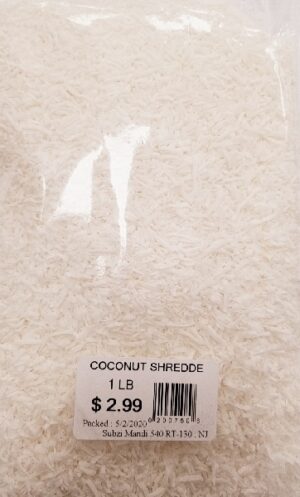 COCONUT SHREDDE
1 LB
$ 2.99
Packed : 5/2/2020
Subzi Mandi 540 RT-130 , NJ